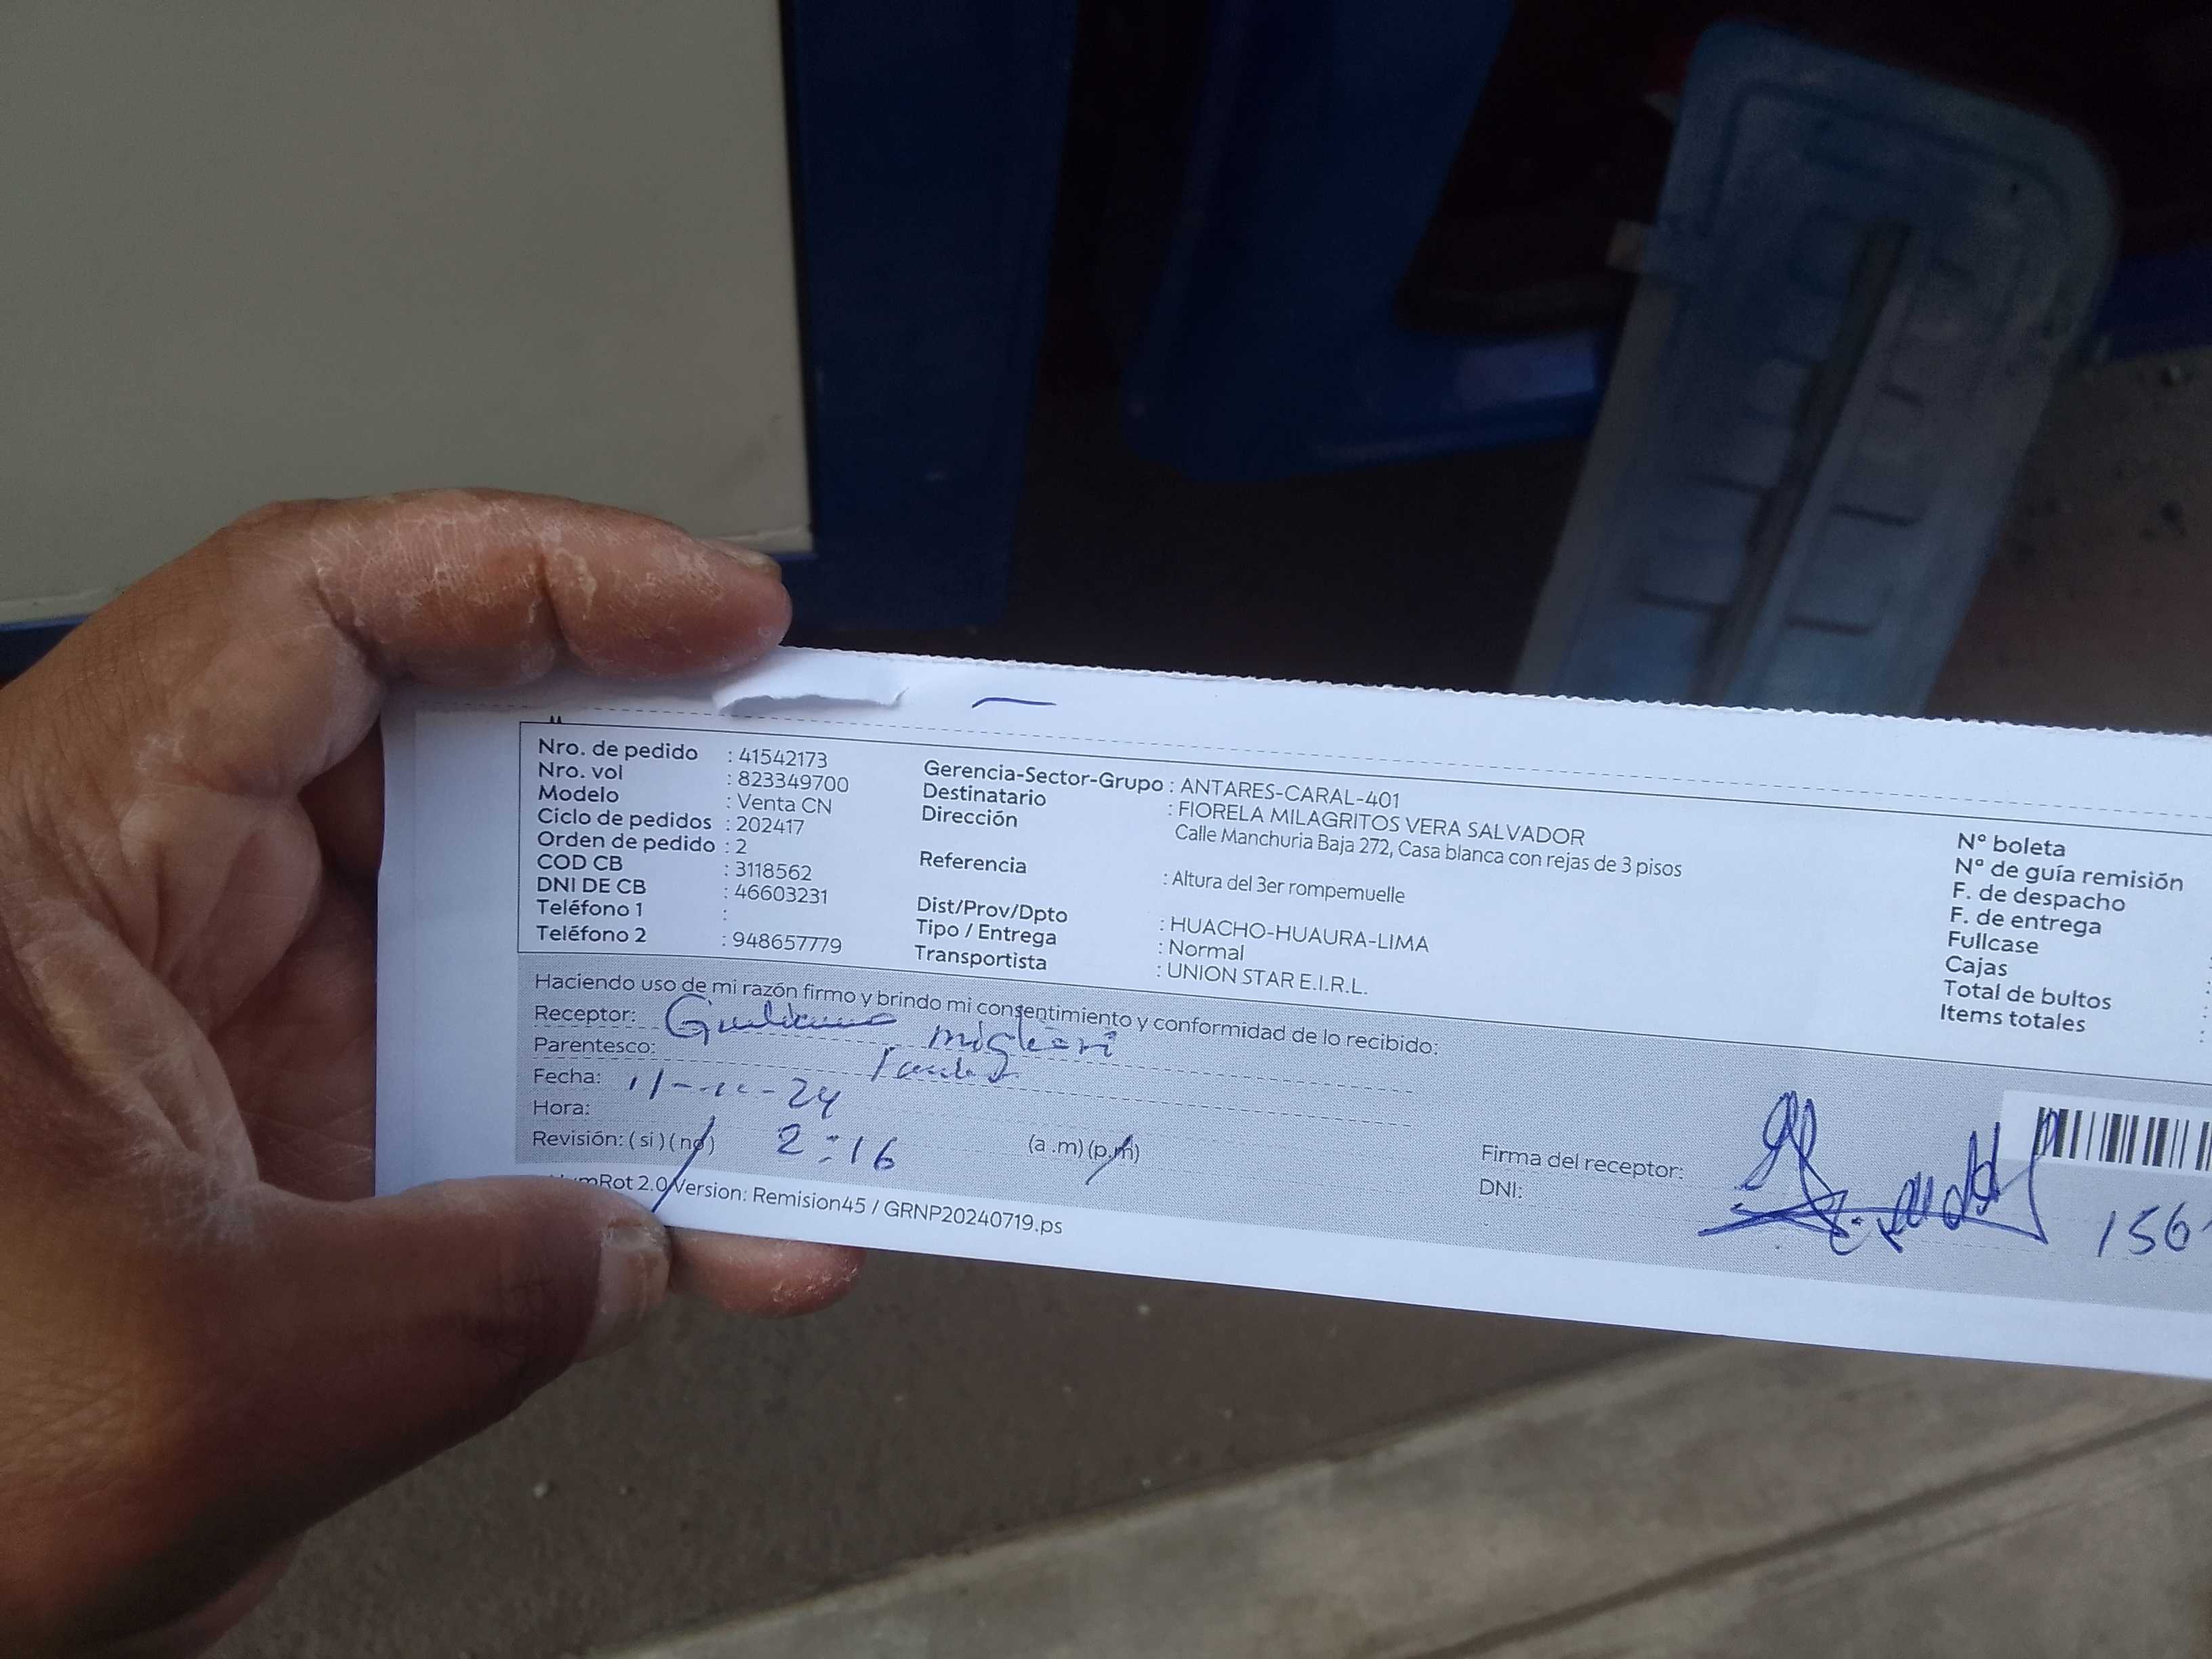 Nro. de pedido : 41542173
Nro. vol : 823349700
Modelo : Venta CN
Ciclo de pedidos : 202417
Orden de pedido : 2
COD CB : 3118562
DNI DE CB : 46603231
Teléfono 1 :
Teléfono 2 : 948657779
Gerencia-Sector-Grupo : ANTARES-CARAL-401
Destinatario : FIORELA MILAGRITOS VERA SALVADOR
Dirección Calle Manchuria Baja 272, Casa blanca con rejas de 3 pisos
Referencia : Altura del 3er rompemuelle
Dist/Prov/Dpto : HUACHO-HUAURA-LIMA
Tipo / Entrega : Normal
Transportista : UNION STAR E.I.R.L.
N° boleta
N° de guía remisión
F. de despacho
F. de entrega
Fullcase
Cajas
Total de bultos
Items totales
Haciendo uso de mi razón firmo y brindo mi consentimiento y conformidad de lo recibido:
Receptor:
Parentesco:
Fecha: 11- -24
Hora: 2:16 (a .m) (p.m)
Revisión: ( si ) ( no )
Firma del receptor:
DNI: 156
Rot 2.0 Version: Remision45 / GRNP20240719.ps